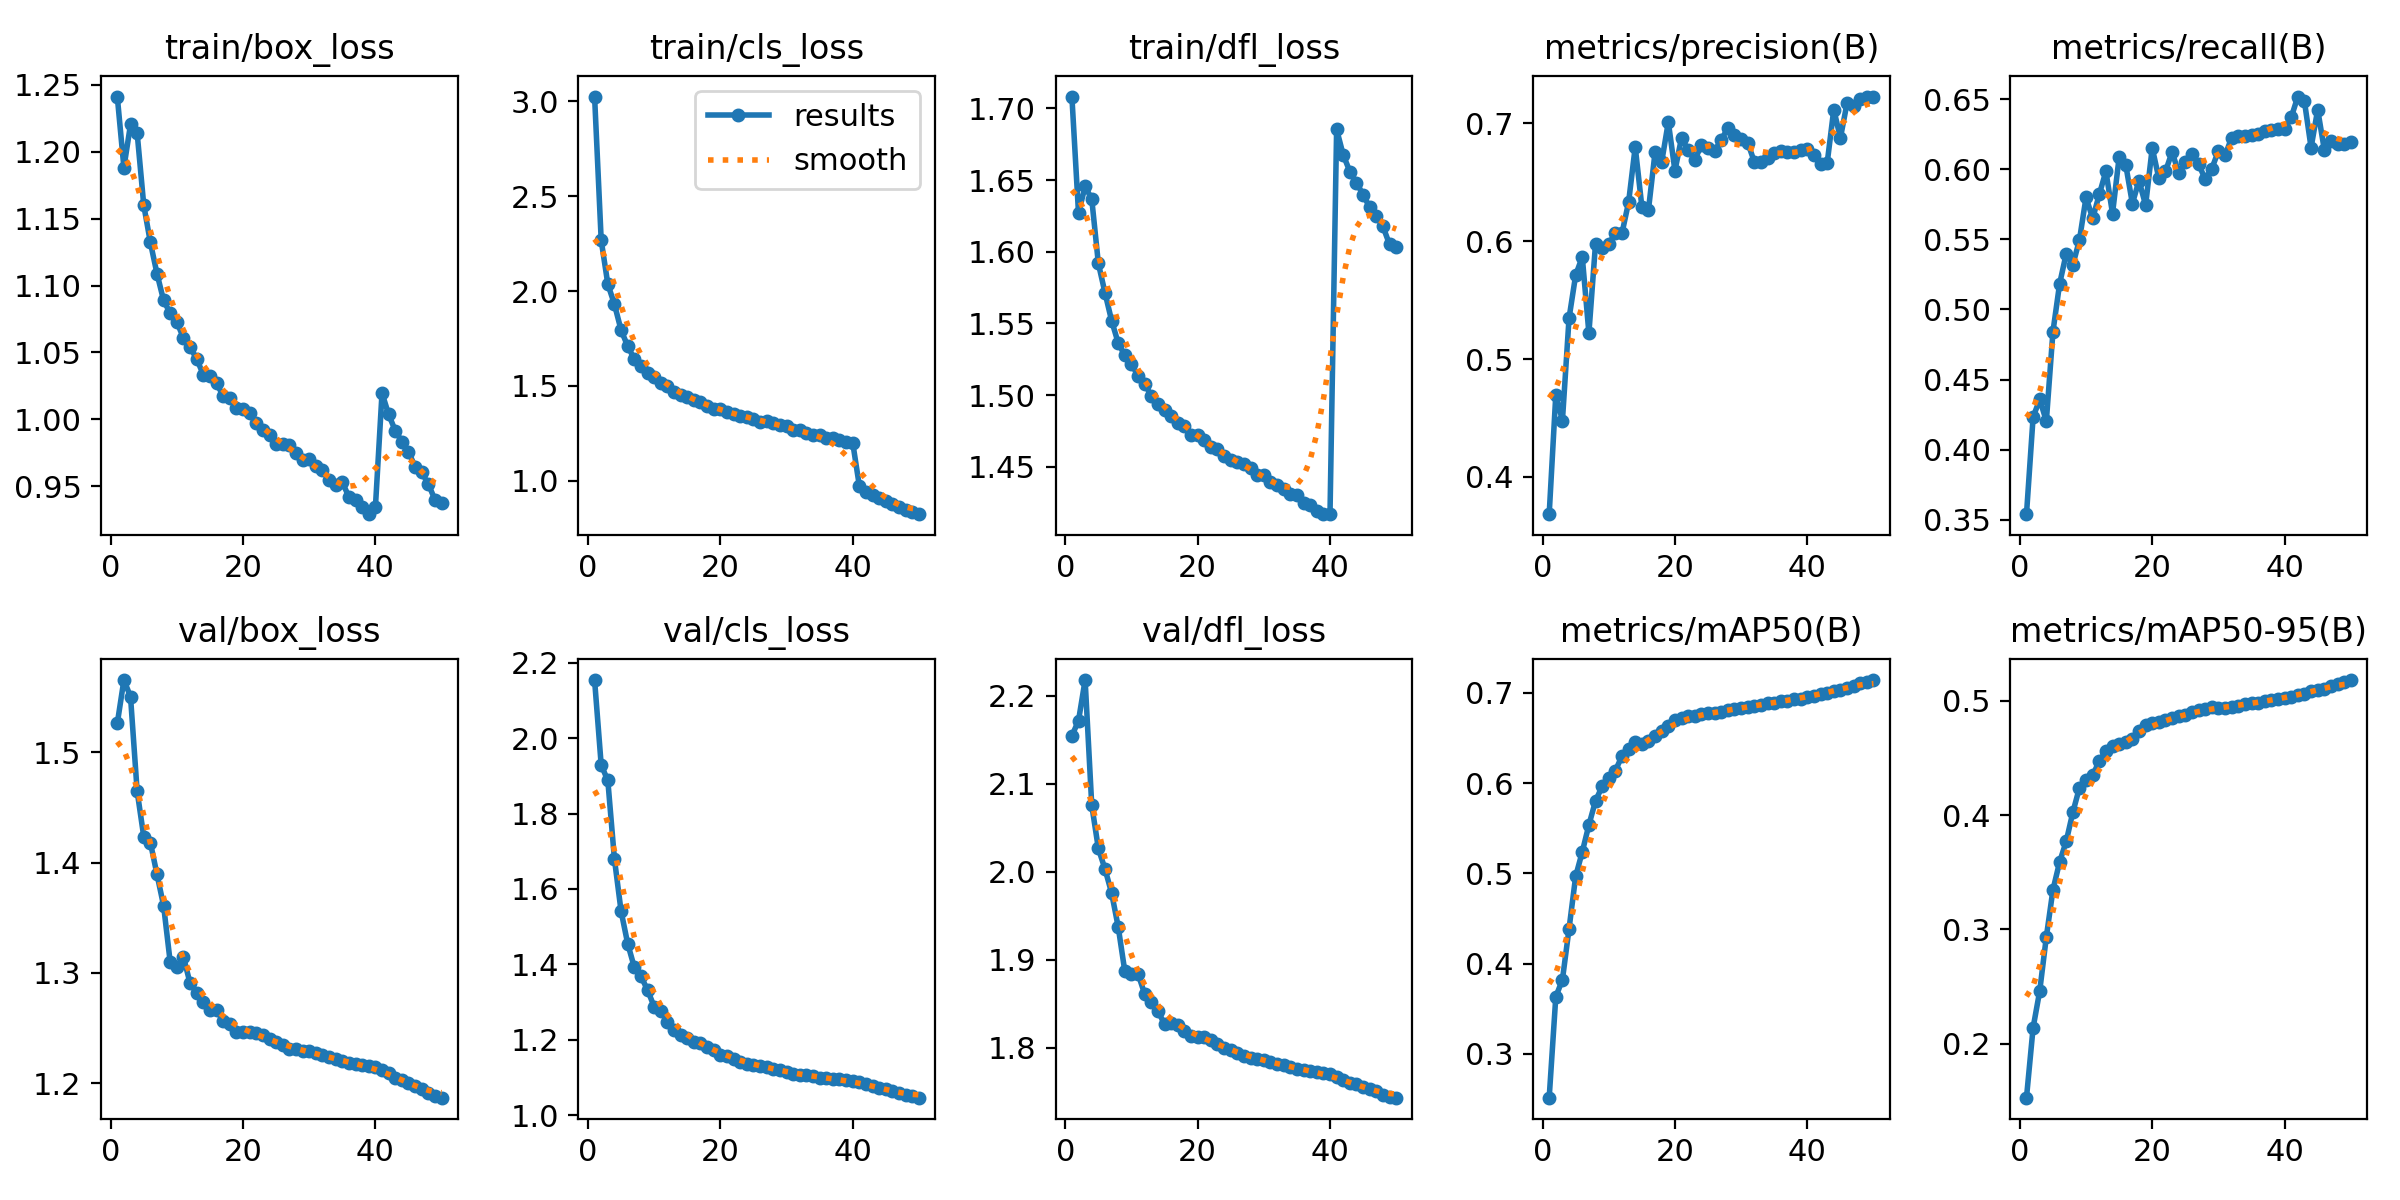 train/box_loss
1.25
1.20
1.15
1.10
1.05
1.00
0.95
0 20 40
train/cls_loss
results
smooth
3.0
2.5
2.0
1.5
1.0
0 20 40
train/dfl_loss
1.70
1.65
1.60
1.55
1.50
1.45
0 20 40
metrics/precision(B)
0.7
0.6
0.5
0.4
0 20 40
metrics/recall(B)
0.65
0.60
0.55
0.50
0.45
0.40
0.35
0 20 40
val/box_loss
1.5
1.4
1.3
1.2
0 20 40
val/cls_loss
2.2
2.0
1.8
1.6
1.4
1.2
1.0
0 20 40
val/dfl_loss
2.2
2.1
2.0
1.9
1.8
0 20 40
metrics/mAP50(B)
0.7
0.6
0.5
0.4
0.3
0 20 40
metrics/mAP50-95(B)
0.5
0.4
0.3
0.2
0 20 40